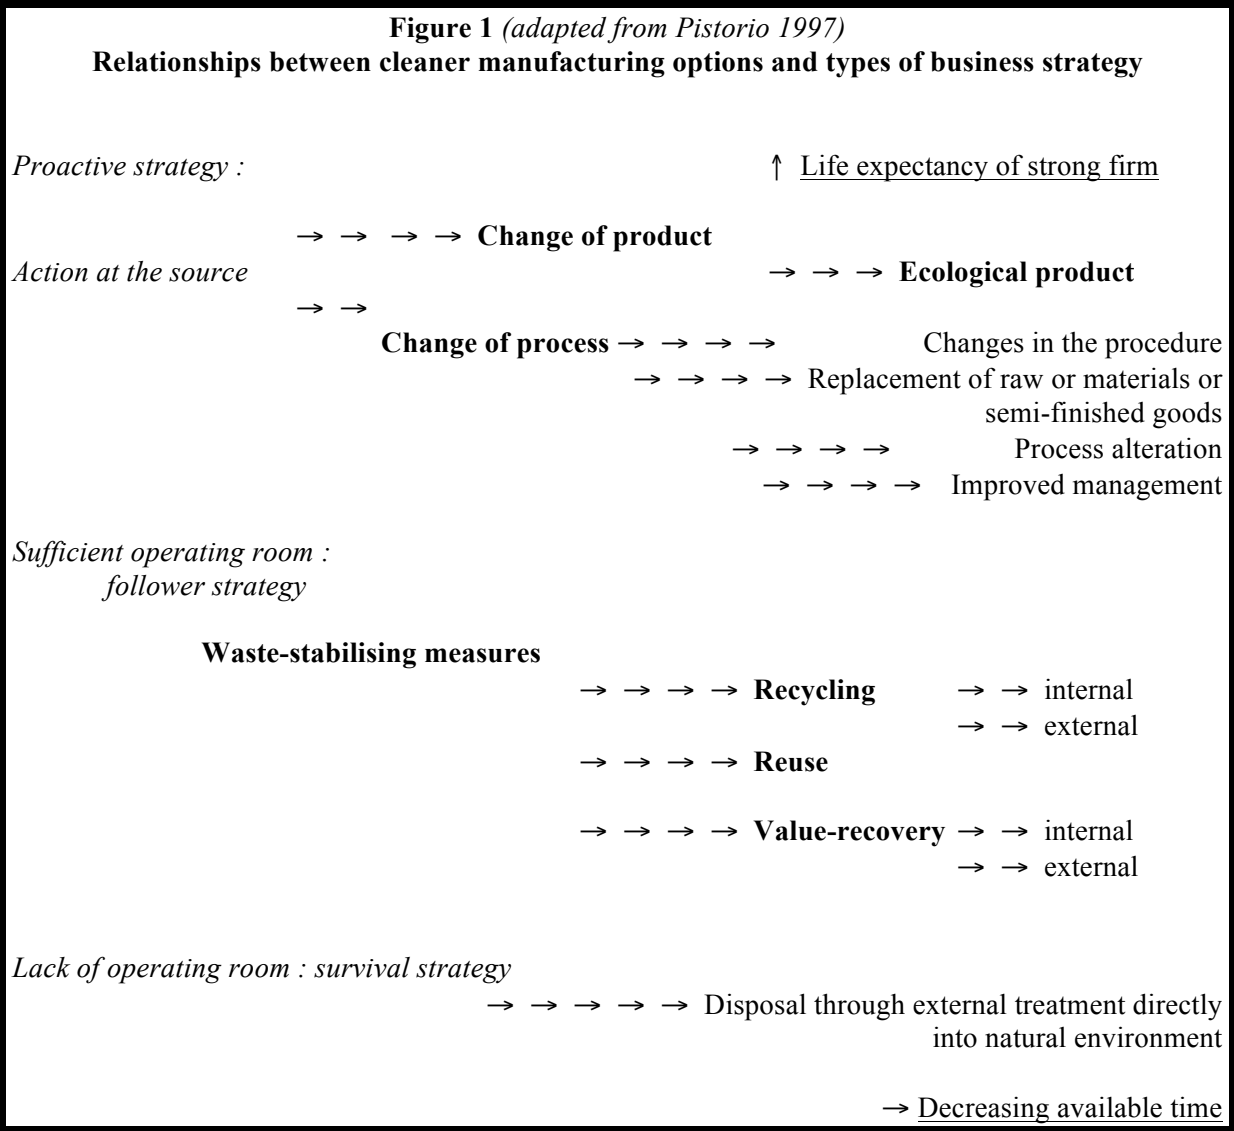 Figure 1 (adapted from Pistorio 1997)
Relationships between cleaner manufacturing options and types of business strategy
Proactive strategy : ↑ Life expectancy of strong firm
→ → → → Change of product
Action at the source → → → Ecological product
→ →
Change of process → → → → Changes in the procedure
→ → → → Replacement of raw or materials or
semi-finished goods
→ → → → Process alteration
→ → → → Improved management
Sufficient operating room :
follower strategy
Waste-stabilising measures
→ → → → Recycling → → internal
→ → external
→ → → → Reuse
→ → → → Value-recovery → → internal
→ → external
Lack of operating room : survival strategy
→ → → → → Disposal through external treatment directly
into natural environment
→ Decreasing available time